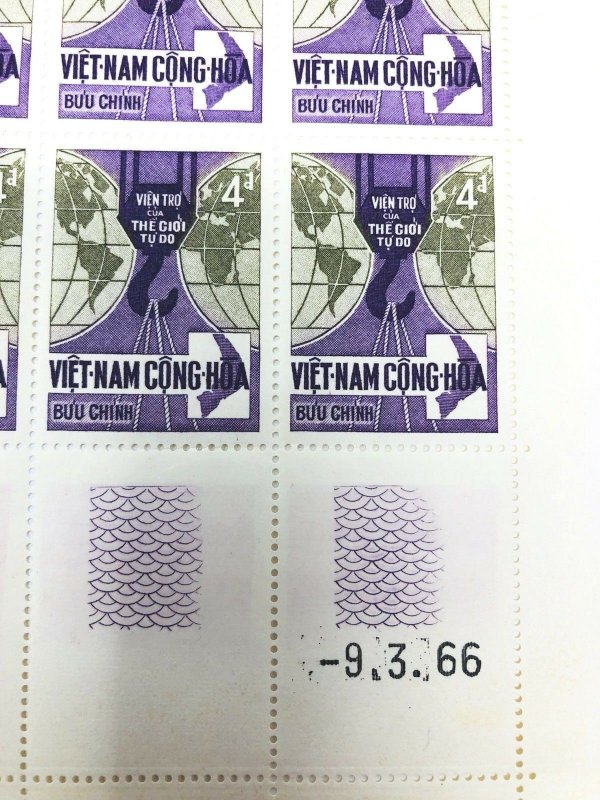 VIỆT·NAM CỘNG·HÒA
BƯU CHÍNH
VIỆT·NAM CỘNG·HÒA
BƯU CHÍNH
4đ
VIỆN TRỢ
CỦA
THẾ GIỚI
TỰ DO
VIỆT·NAM CỘNG·HÒA
BƯU CHÍNH
4đ
VIỆN TRỢ
CỦA
THẾ GIỚI
TỰ DO
VIỆT·NAM CỘNG·HÒA
BƯU CHÍNH
-9.3.66